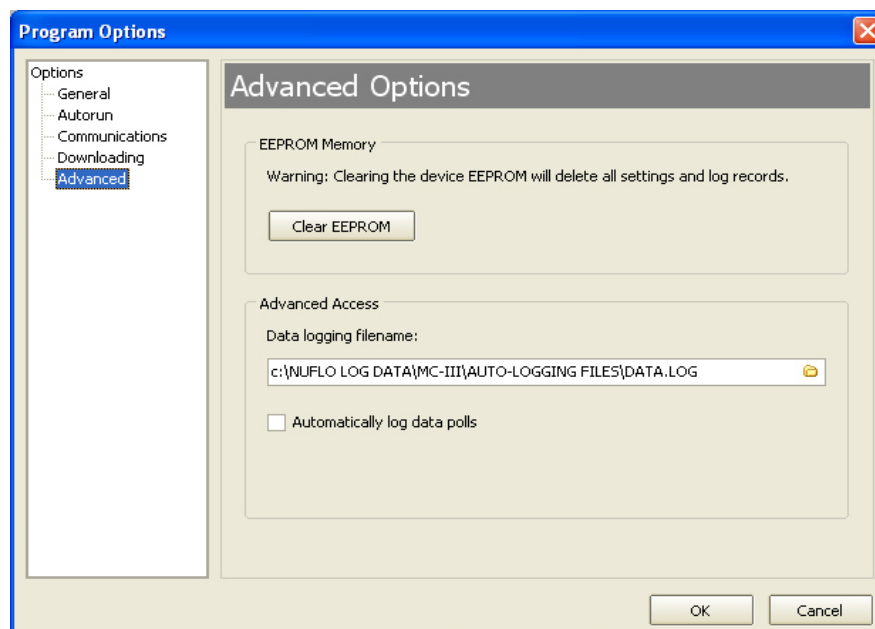 Program Options
Options
General
Autorun
Communications
Downloading
Advanced
Advanced Options
EEPROM Memory
Warning: Clearing the device EEPROM will delete all settings and log records.
Clear EEPROM
Advanced Access
Data logging filename:
c:\NUFLO LOG DATA\MC-III\AUTO-LOGGING FILES\DATA.LOG
Automatically log data polls
OK
Cancel